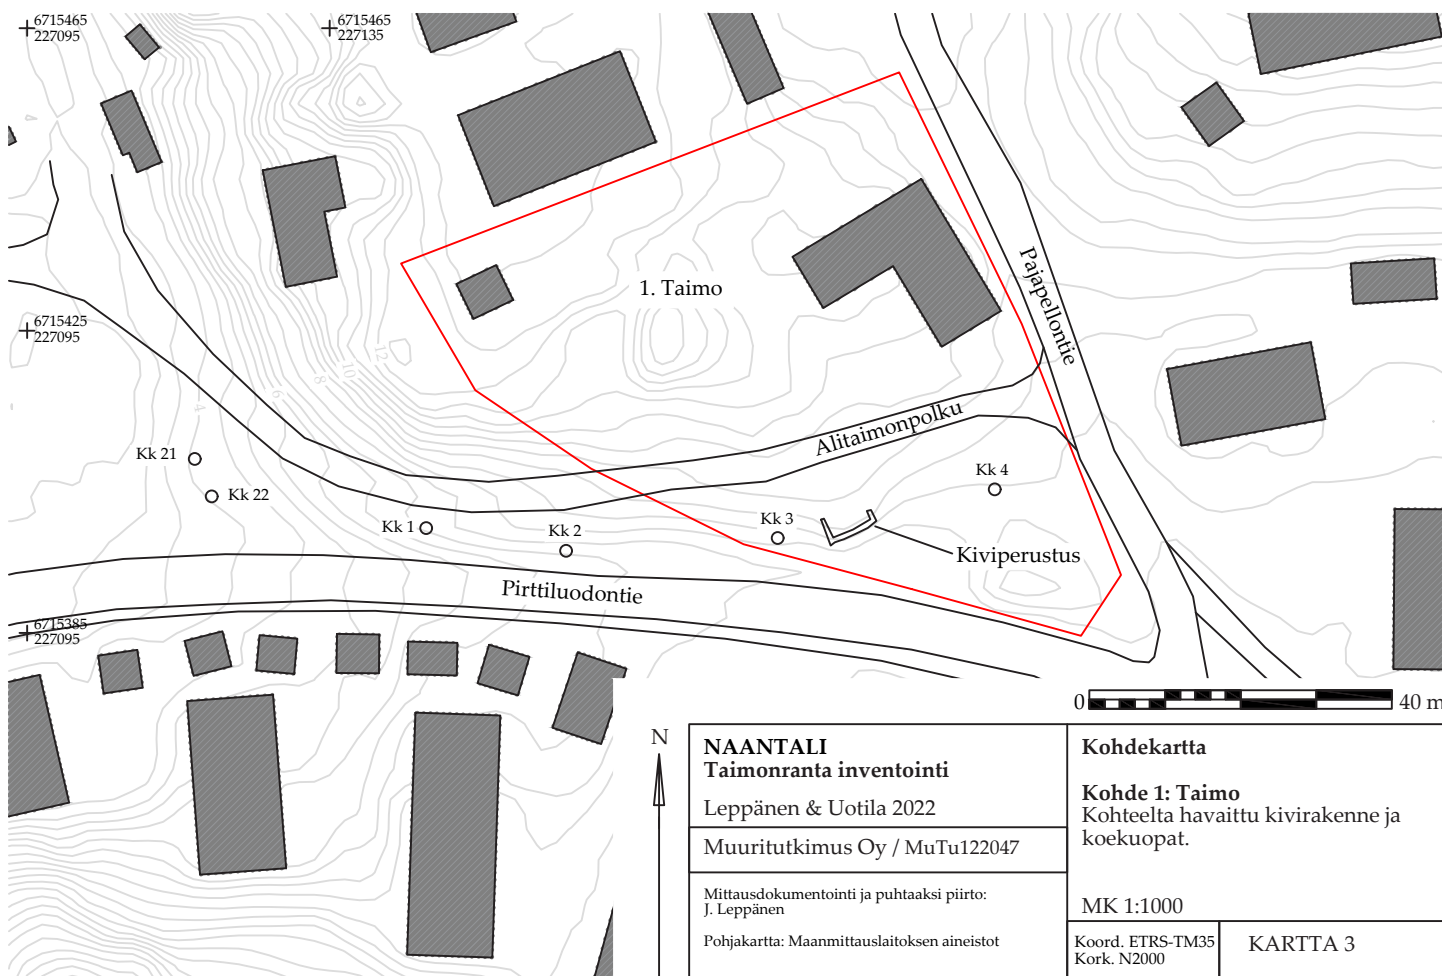 6715465
227095
6715465
227135
1. Taimo
Pajapellontie
6715425
227095
12
10
8
6
4
Alitaimonpolku
Kk 21
Kk 22
Kk 1
Kk 2
Kk 3
Kk 4
Kiviperustus
Pirttiluodontie
6715385
227095
0
40 m
N
NAANTALI
Taimonranta inventointi
Leppänen & Uotila 2022
Muuritutkimus Oy / MuTu122047
Mittausdokumentointi ja puhtaaksi piirto:
J. Leppänen
Pohjakartta: Maanmittauslaitoksen aineistot
Kohdekartta
Kohde 1: Taimo
Kohteelta havaittu kivirakenne ja
koekuopat.
MK 1:1000
Koord. ETRS-TM35
Kork. N2000
KARTTA 3